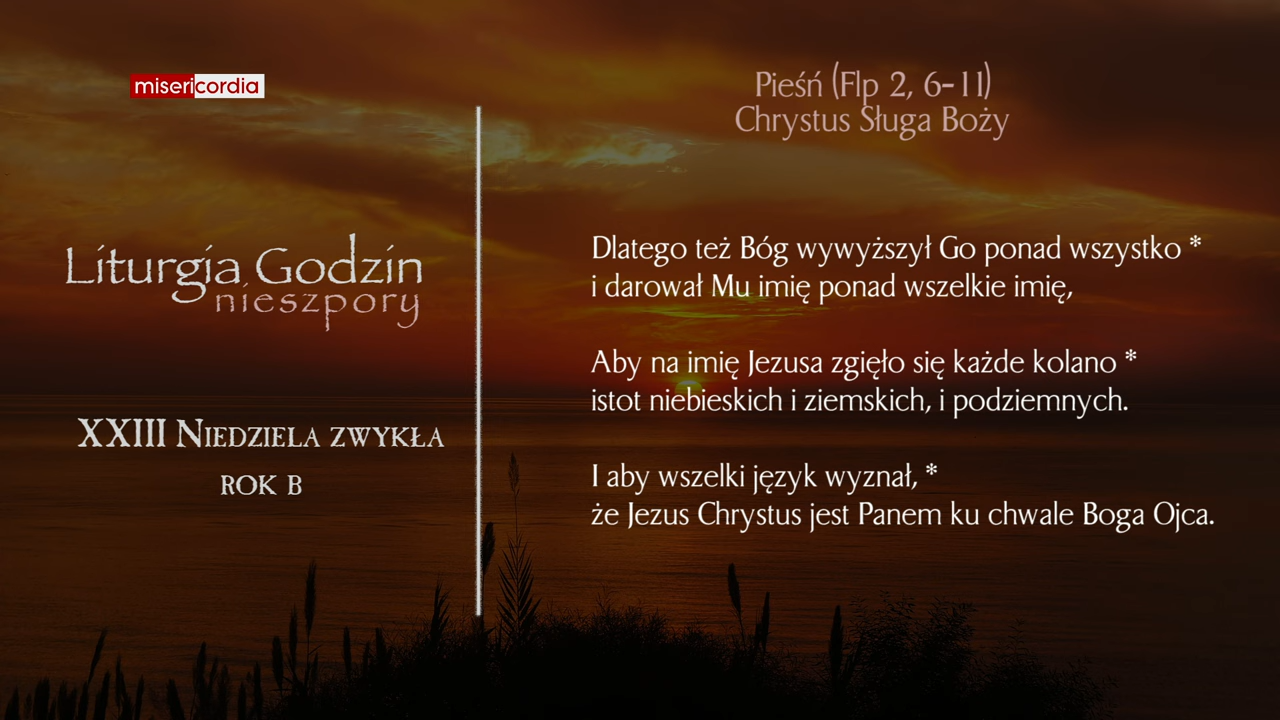 misericordia
Liturgia Godzin
nieszpory
XXIII Niedziela zwykła
rok B
Pieśń (Flp 2, 6-11)
Chrystus Sługa Boży
Dlatego też Bóg wywyższył Go ponad wszystko *
i darował Mu imię ponad wszelkie imię,
Aby na imię Jezusa zgięło się każde kolano *
istot niebieskich i ziemskich, i podziemnych.
I aby wszelki język wyznał, *
że Jezus Chrystus jest Panem ku chwale Boga Ojca.